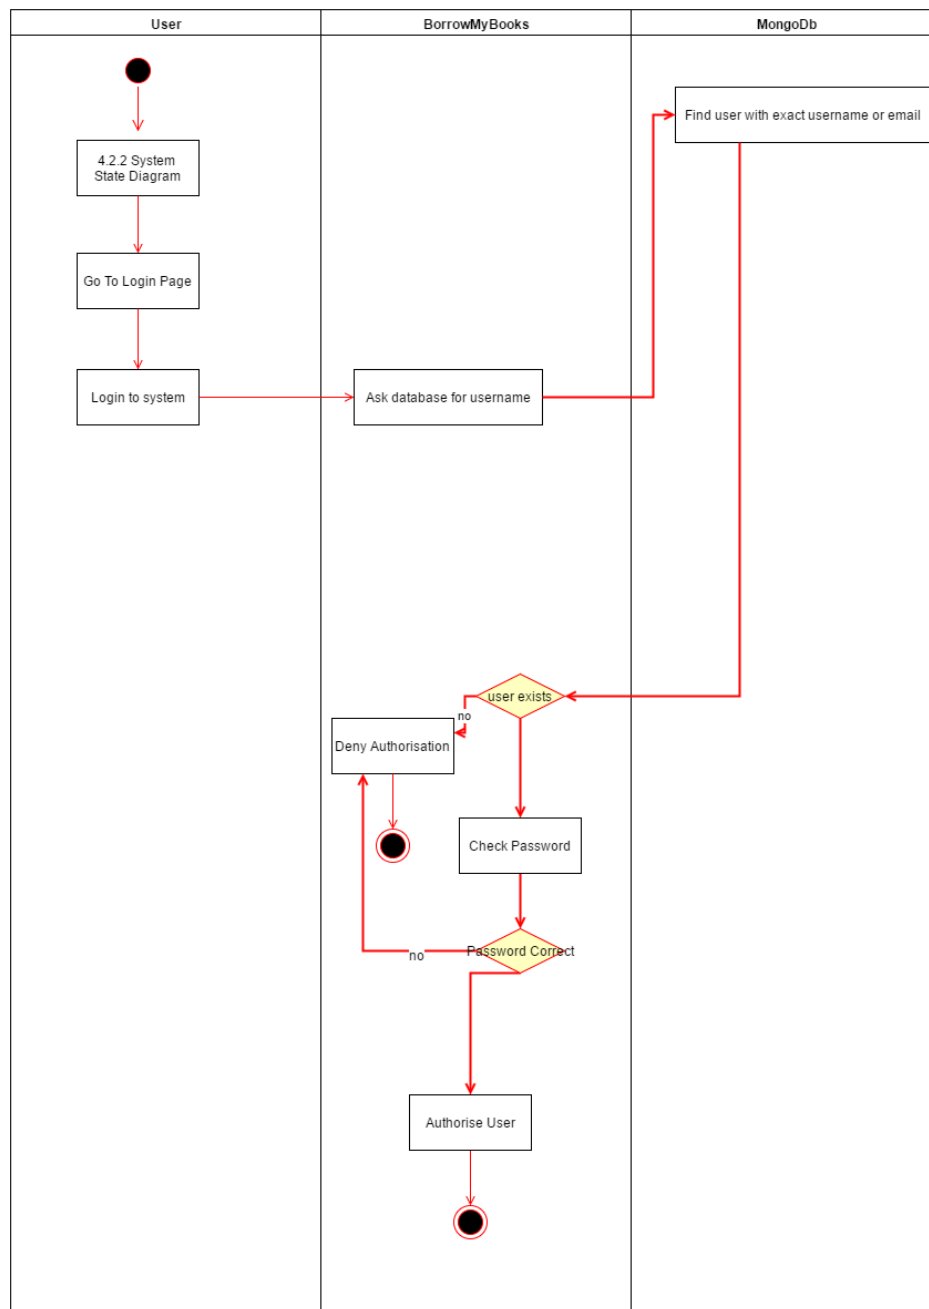 User
BorrowMyBooks
MongoDb
Find user with exact username or email
4.2.2 System
State Diagram
Go To Login Page
Login to system
Ask database for username
user exists
no
Deny Authorisation
Check Password
Password Correct
no
Authorise User